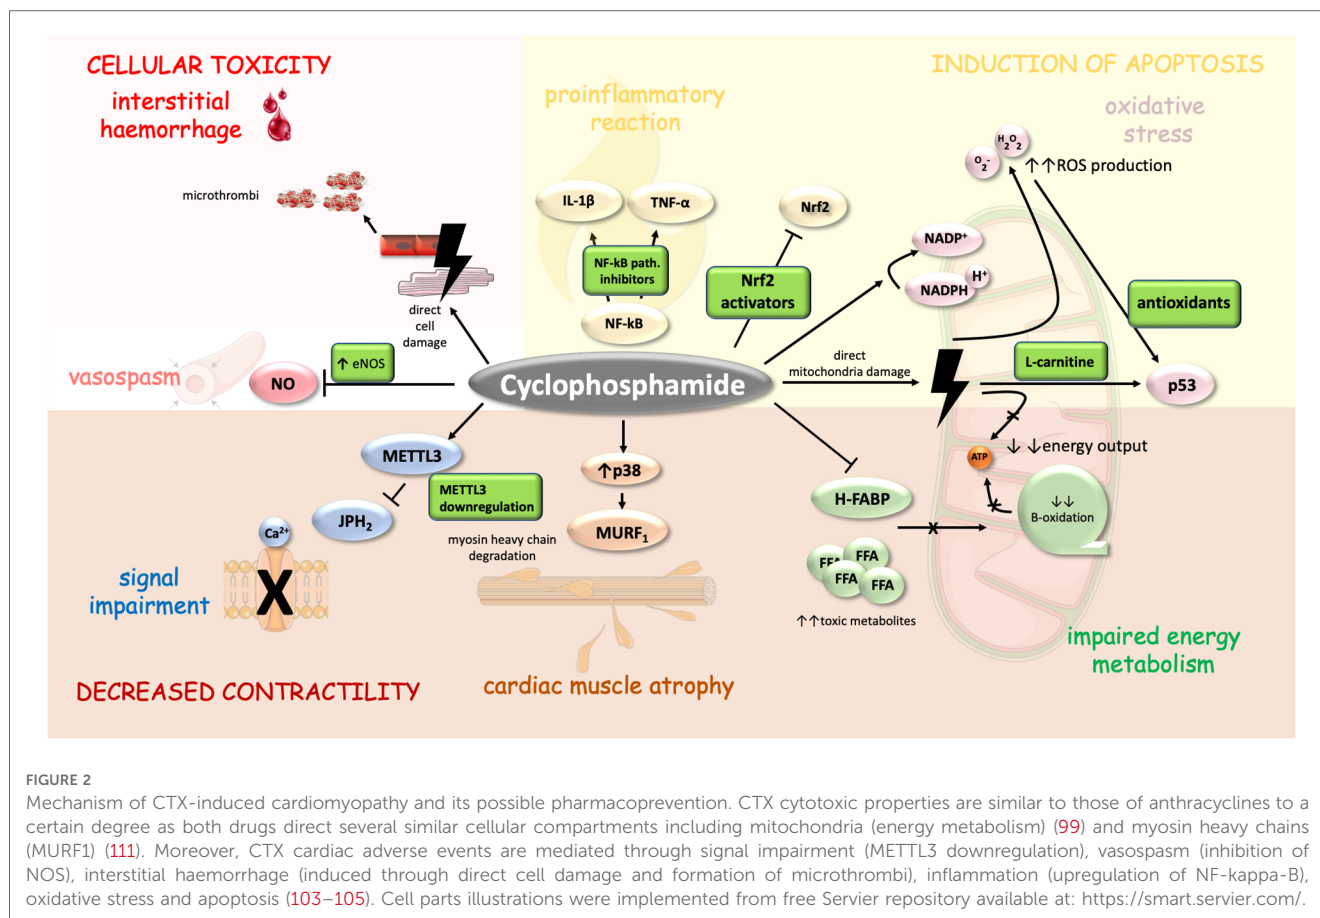 CELLULAR TOXICITY
interstitial
haemorrhage
microthrombi
direct
cell
damage
vasospasm
NO
↑ eNOS
proinflammatory
reaction
IL-1β
TNF-α
NF-kB path.
inhibitors
NF-kB
Nrf2
Nrf2
activators
INDUCTION OF APOPTOSIS
oxidative
stress
H2O2
O2-
↑↑ROS production
NADP+
NADPH
H+
antioxidants
Cyclophosphamide
direct
mitochondria damage
L-carnitine
p53
METTL3
METTL3
downregulation
JPH2
Ca2+
X
signal
impairment
DECREASED CONTRACTILITY
↑p38
MURF1
myosin heavy chain
degradation
cardiac muscle atrophy
H-FABP
FFA
FFA
FFA
FFA
↑↑toxic metabolites
ATP
↓↓energy output
↓↓
B-oxidation
impaired energy
metabolism
FIGURE 2
Mechanism of CTX-induced cardiomyopathy and its possible pharmacoprevention. CTX cytotoxic properties are similar to those of anthracyclines to a
certain degree as both drugs direct several similar cellular compartments including mitochondria (energy metabolism) (99) and myosin heavy chains
(MURF1) (111). Moreover, CTX cardiac adverse events are mediated through signal impairment (METTL3 downregulation), vasospasm (inhibition of
NOS), interstitial haemorrhage (induced through direct cell damage and formation of microthrombi), inflammation (upregulation of NF-kappa-B),
oxidative stress and apoptosis (103–105). Cell parts illustrations were implemented from free Servier repository available at: https://smart.servier.com/.